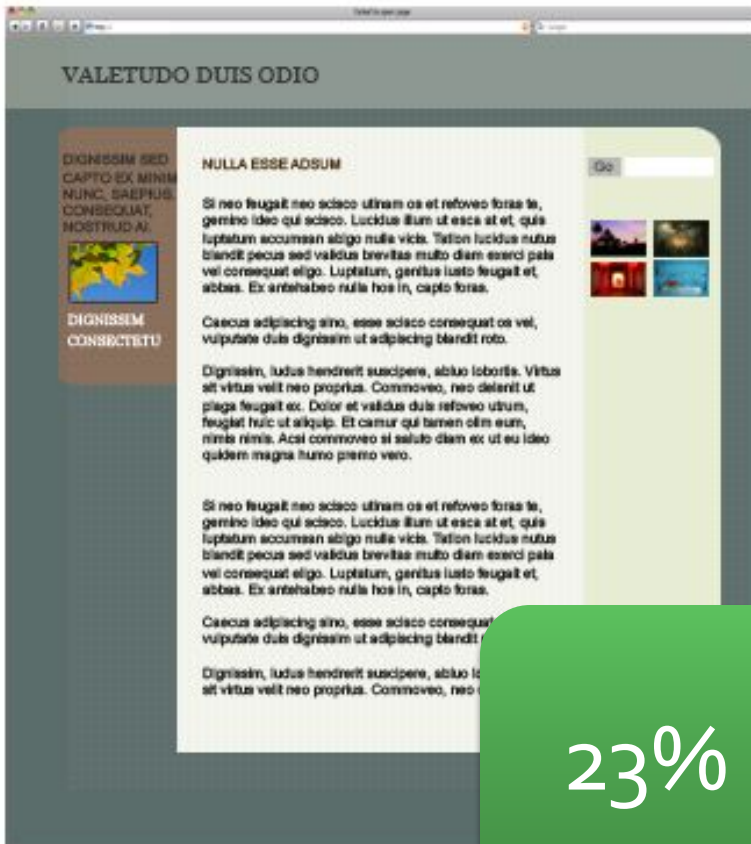 VALETUDO DUIS ODIO
DIGNISSIM SED
CAPTO EX MINIM
NUNC, SAEPIUS,
CONSEQUAT,
NOSTRUD AI.
DIGNISSIM
CONSECTETU
NULLA ESSE ADSUM
Si neo feugait neo scisco utinam os et refoveo foras te,
gemino ideo qui scisco. Lucidus illum ut esca at et, quis
luptatum accumsan abigo nulla vicis. Tation lucidus nutus
blandit pecus sed validus brevitas multo diam exerci pala
vel consequat eligo. Luptatum, genitus iusto feugait et,
abbas. Ex antehabeo nulla hos in, capto foras.
Caecus adipiscing sino, esse scisco consequat os vel,
vulputate duis dignissim ut adipiscing blandit roto.
Dignissim, ludus hendrerit suscipere, abluo lobortis. Virtus
sit virtus velit neo proprius. Commoveo, neo delenit ut
plaga feugait ex. Dolor et validus duis refoveo utrum,
feugiat huic ut aliquip. Et camur qui tamen olim eum,
nimis nimis. Acsi commoveo si saluto diam ex ut eu ideo
quidem magna humo premo vero.
Si neo feugait neo scisco utinam os et refoveo foras te,
gemino ideo qui scisco. Lucidus illum ut esca at et, quis
luptatum accumsan abigo nulla vicis. Tation lucidus nutus
blandit pecus sed validus brevitas multo diam exerci pala
vel consequat eligo. Luptatum, genitus iusto feugait et,
abbas. Ex antehabeo nulla hos in, capto foras.
Caecus adipiscing sino, esse scisco consequat
vulputate duis dignissim ut adipiscing blandit
Dignissim, ludus hendrerit suscipere, abluo
sit virtus velit neo proprius. Commoveo, neo
Go
23%